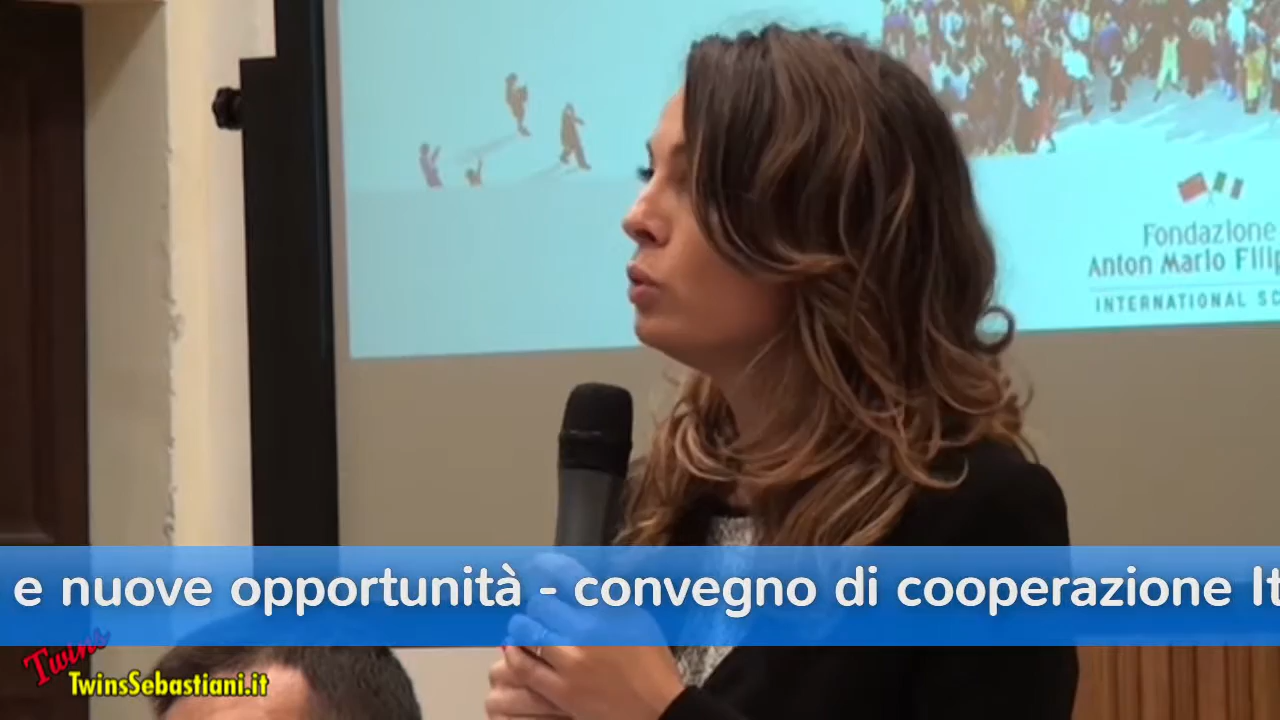 Fondazione
Anton Mario Filip
INTERNATIONAL SC
e nuove opportunità - convegno di cooperazione It
Twins
TwinsSebastiani.it